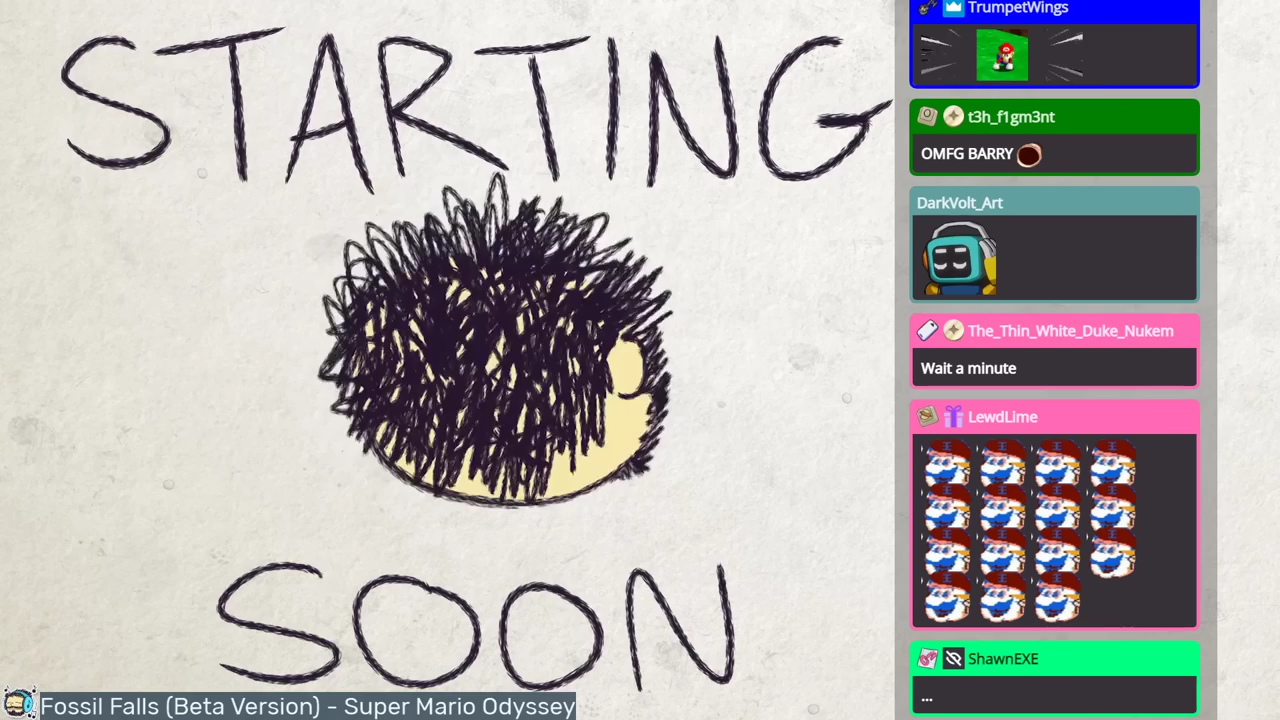 STARTING
SOON
Fossil Falls (Beta Version) - Super Mario Odyssey
TrumpetWings
t3h_f1gm3nt
OMFG BARRY
DarkVolt_Art
The_Thin_White_Duke_Nukem
Wait a minute
LewdLime
ShawnEXE
...